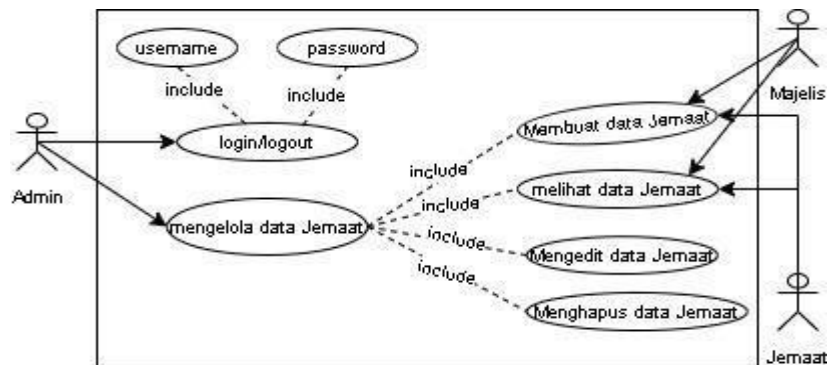 username
password
include
include
Majelis
Membuat data Jemaat
login/logout
include
Admin
include
melihat data Jemaat
mengelola data Jemaat
include
Mengedit data Jemaat
include
Menghapus data Jemaat
Jemaat